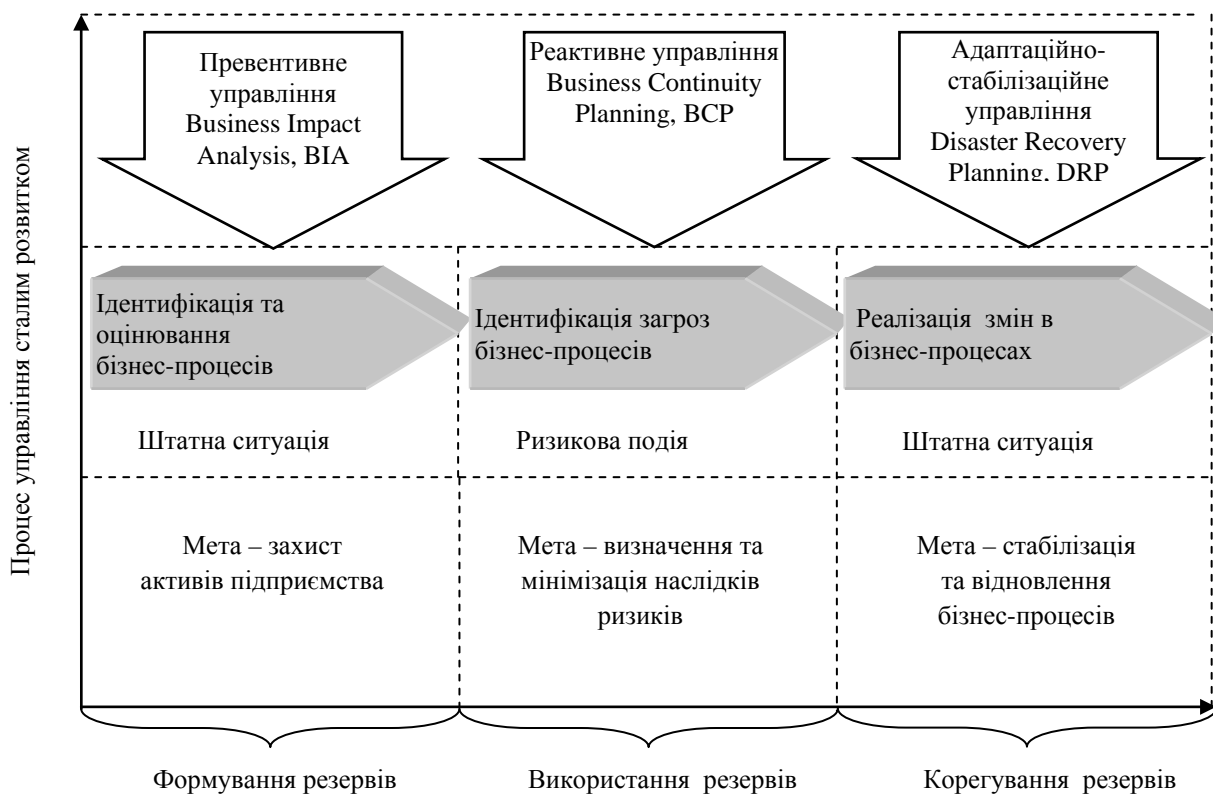 Процес управління сталим розвитком
Превентивне
управління
Business Impact
Analysis, BIA
Реактивне управління
Business Continuity
Planning, BCP
Адаптаційно-
стабілізаційне
управління
Disaster Recovery
Planning, DRP
Ідентифікація та
оцінювання
бізнес-процесів
Ідентифікація загроз
бізнес-процесів
Реалізація змін в
бізнес-процесах
Штатна ситуація
Ризикова подія
Штатна ситуація
Мета – захист
активів підприємства
Мета – визначення та
мінімізація наслідків
ризиків
Мета – стабілізація
та відновлення
бізнес-процесів
Формування резервів
Використання резервів
Корегування резервів